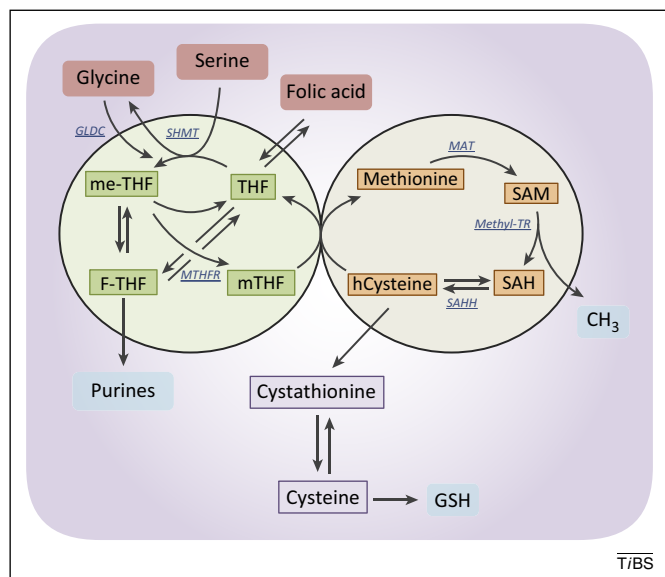 Serine
Glycine
Folic acid
GLDC
SHMT
MAT
me-THF
THF
Methionine
SAM
Methyl-TR
F-THF
MTHFR
mTHF
hCysteine
SAH
SAHH
CH3
Purines
Cystathionine
Cysteine
GSH
TiBS